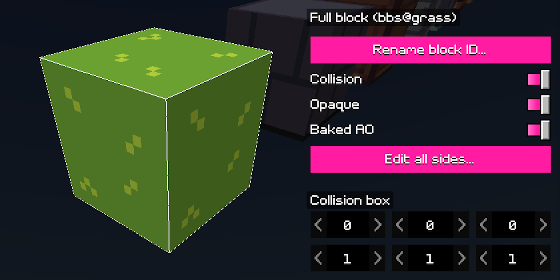 Full block (bbs@grass)
Rename block ID...
Collision
Opaque
Baked AO
Edit all sides...
Collision box
< 0 > < 0 > < 0 >
< 1 > < 1 > < 1 >